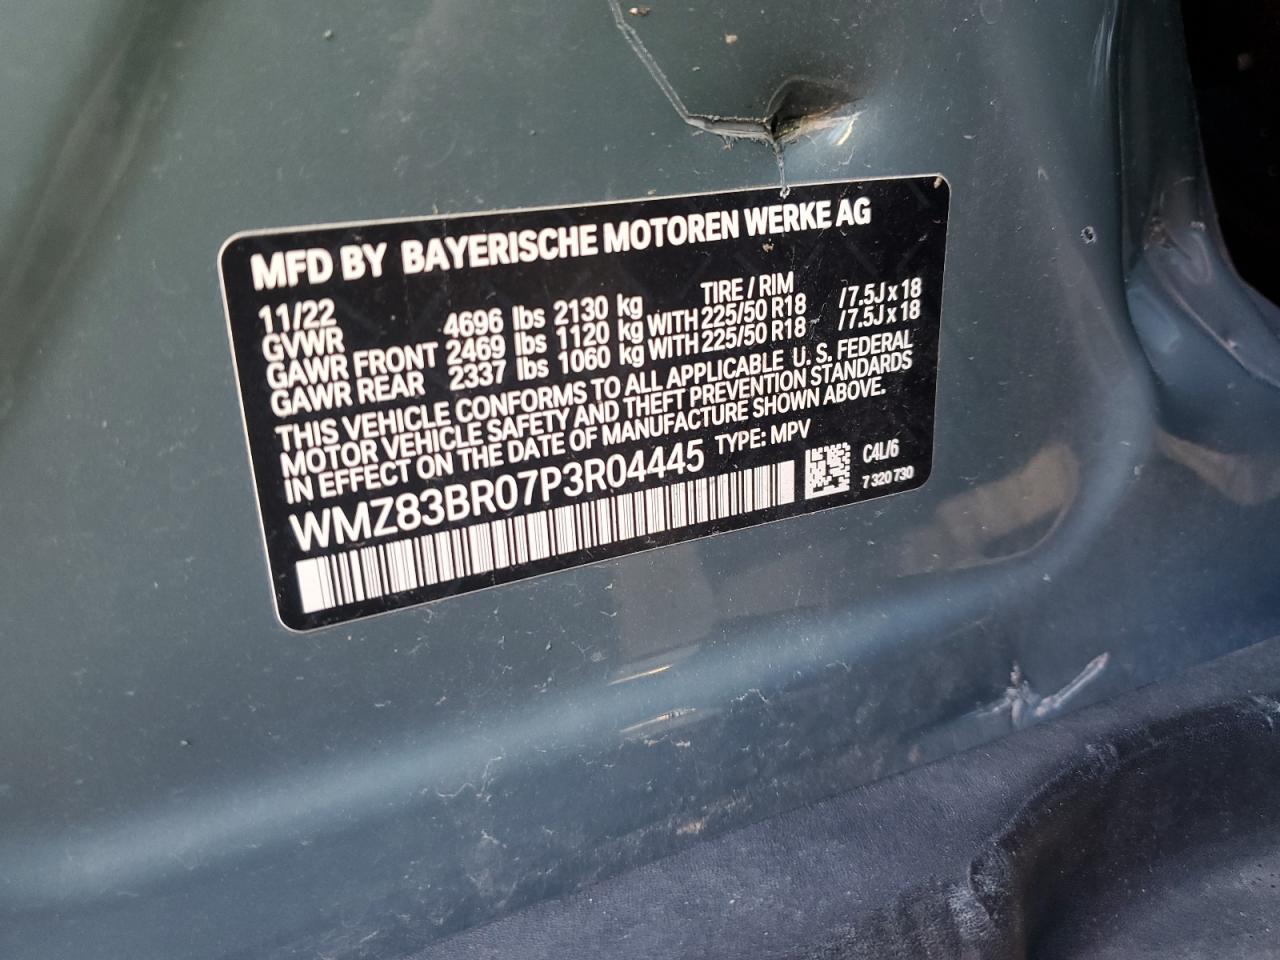 MFD BY BAYERISCHE MOTOREN WERKE AG
11/22 TIRE / RIM
GVWR 4696 lbs 2130 kg
GAWR FRONT 2469 lbs 1120 kg WITH 225/50 R18 /7.5J x 18
GAWR REAR 2337 lbs 1060 kg WITH 225/50 R18 /7.5J x 18
THIS VEHICLE CONFORMS TO ALL APPLICABLE U. S. FEDERAL
MOTOR VEHICLE SAFETY AND THEFT PREVENTION STANDARDS
IN EFFECT ON THE DATE OF MANUFACTURE SHOWN ABOVE.
WMZ83BR07P3R04445 TYPE: MPV
C4L/6
7 320 730